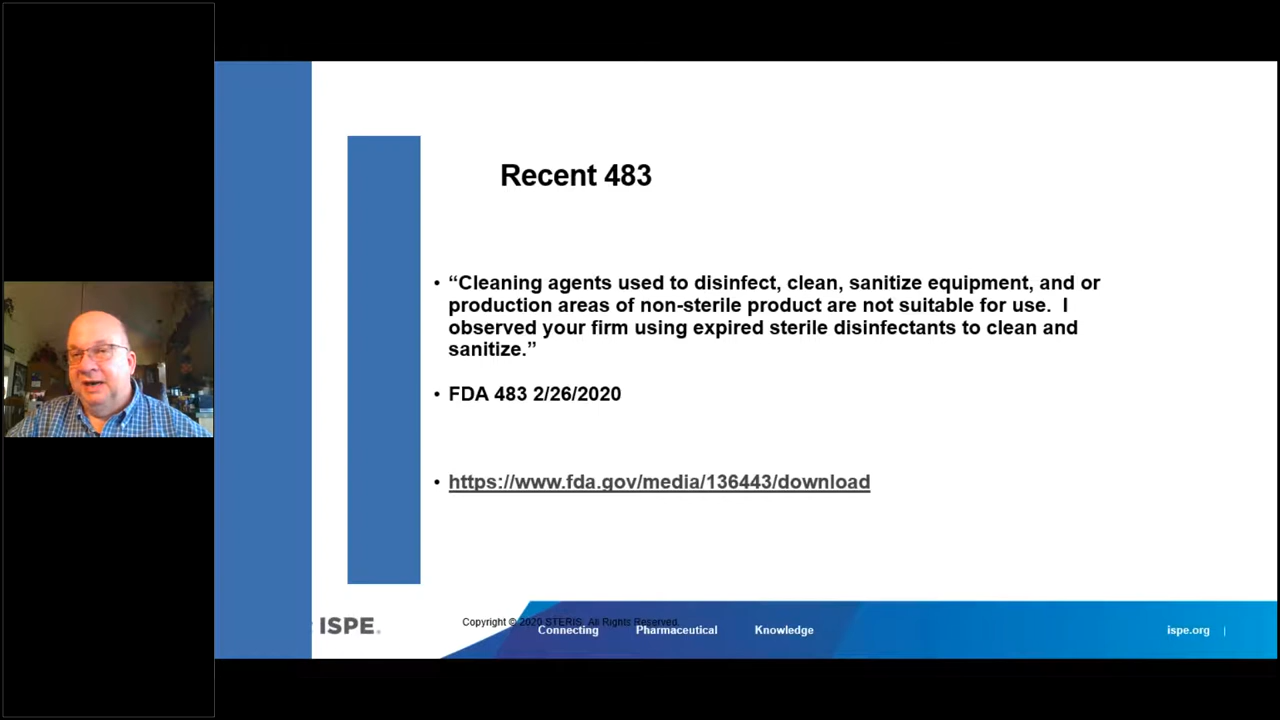 Recent 483
• “Cleaning agents used to disinfect, clean, sanitize equipment, and or
production areas of non-sterile product are not suitable for use.  I
observed your firm using expired sterile disinfectants to clean and
sanitize.”
• FDA 483 2/26/2020
• https://www.fda.gov/media/136443/download
ISPE.
Copyright © 2020 STERIS. All Rights Reserved.
Connecting Pharmaceutical Knowledge
ispe.org |